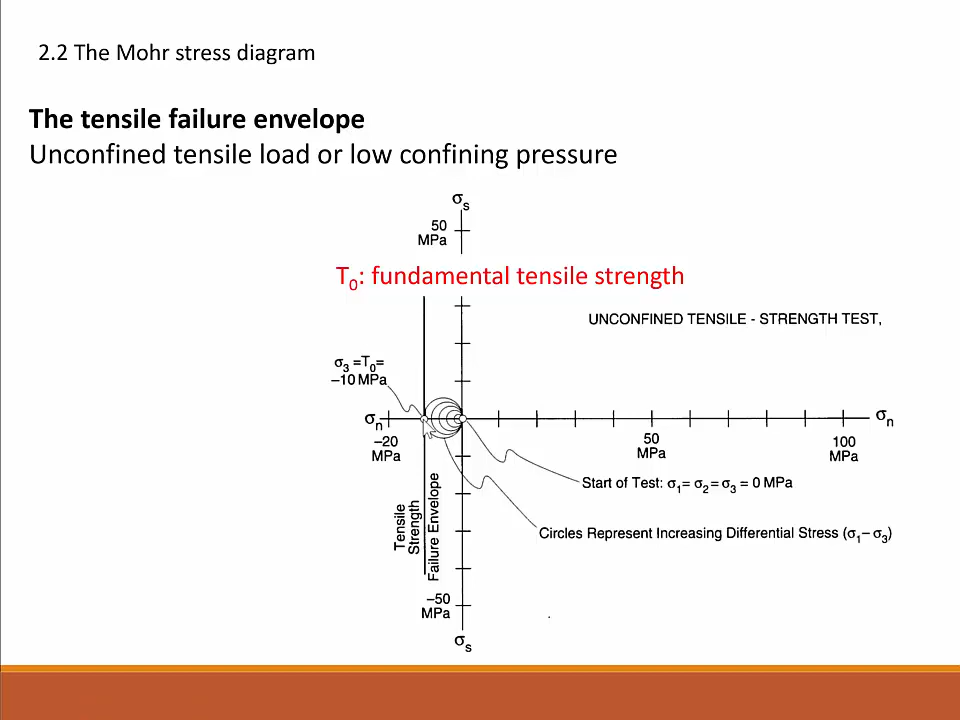 2.2 The Mohr stress diagram
The tensile failure envelope
Unconfined tensile load or low confining pressure
σs
50
MPa
T0: fundamental tensile strength
UNCONFINED TENSILE - STRENGTH TEST,
σ3 =T0=
–10 MPa
σn
σn
–20
MPa
50
MPa
100
MPa
Start of Test: σ1= σ2 = σ3 = 0 MPa
Tensile
Strength
Failure Envelope
Circles Represent Increasing Differential Stress (σ1– σ3)
–50
MPa
σs